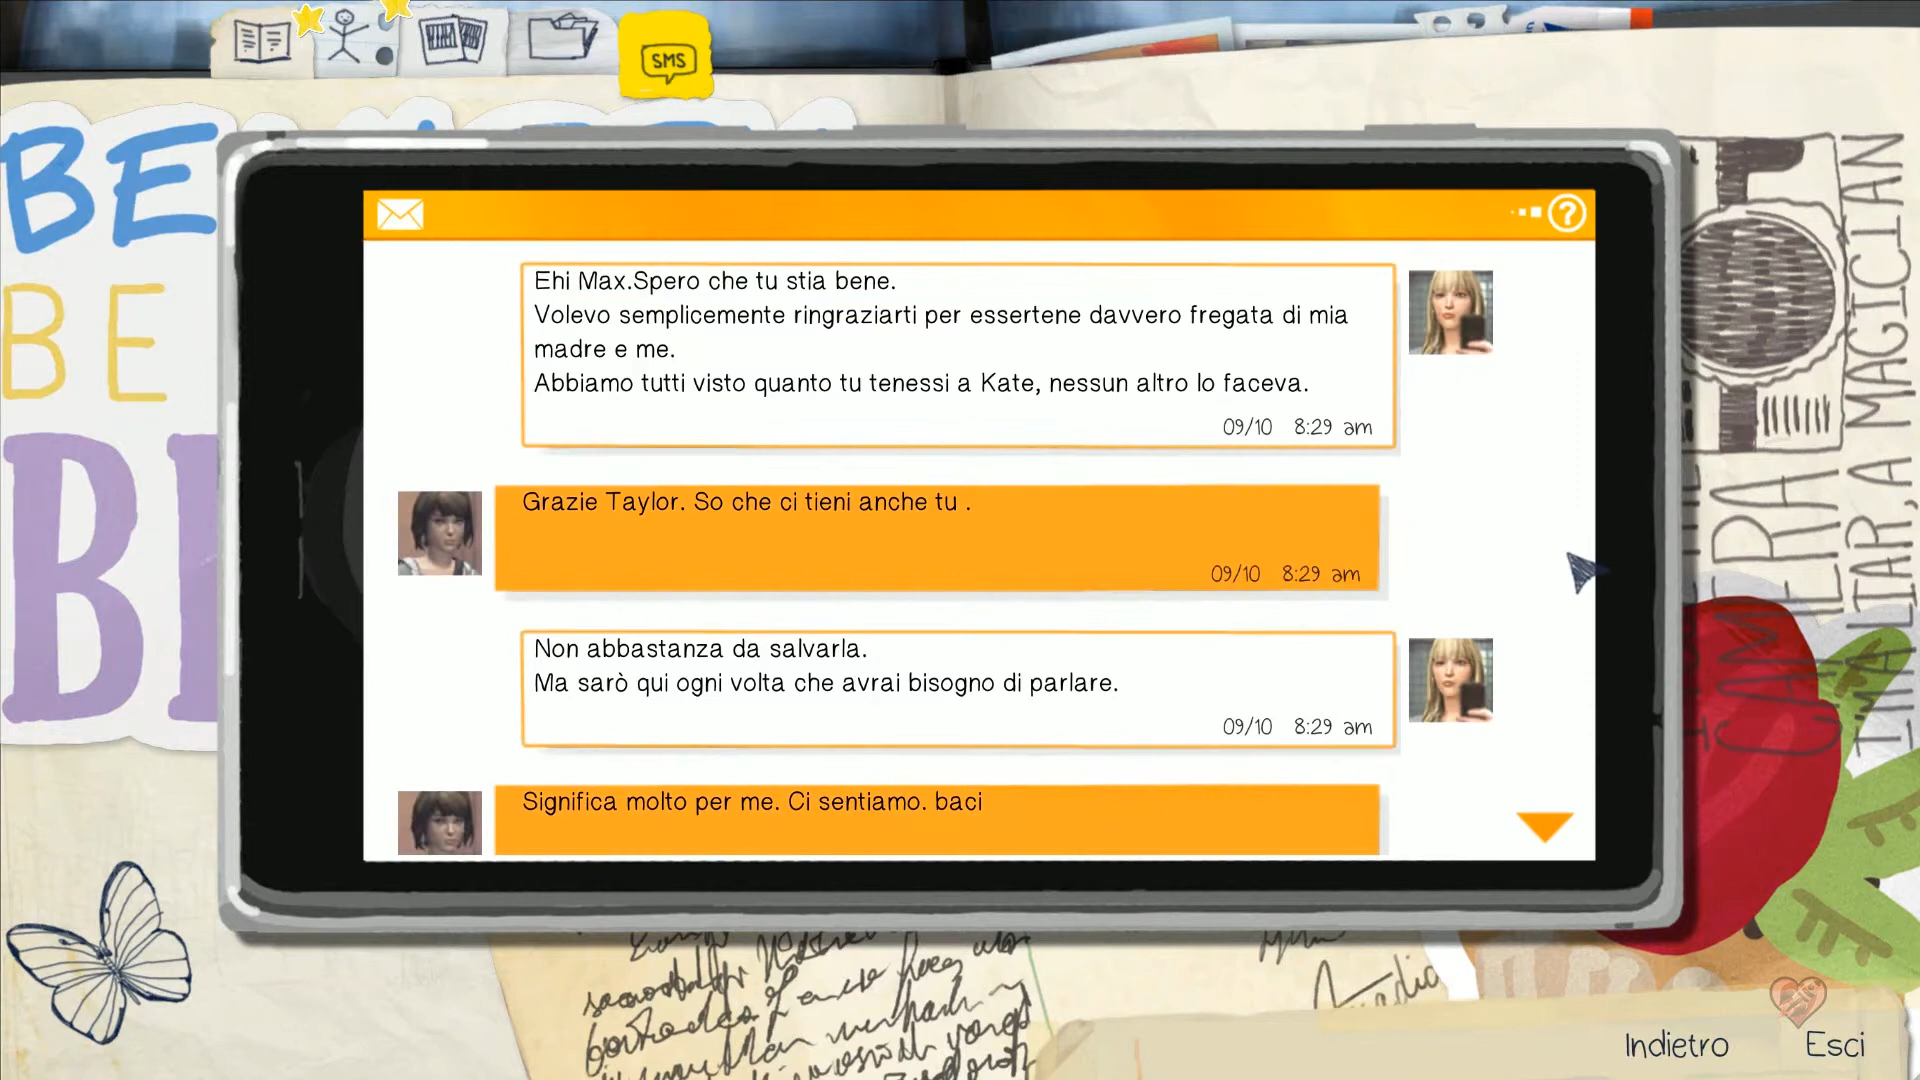 SMS
BE
BE
Ehi Max.Spero che tu stia bene.
Volevo semplicemente ringraziarti per essertene davvero fregata di mia
madre e me.
Abbiamo tutti visto quanto tu tenessi a Kate, nessun altro lo faceva.
09/10 8:29 am
Grazie Taylor. So che ci tieni anche tu .
09/10 8:29 am
Non abbastanza da salvarla.
Ma sarò qui ogni volta che avrai bisogno di parlare.
09/10 8:29 am
Significa molto per me. Ci sentiamo. baci
CAMERA
I'M A LIAR, A MAGICIAN
Indietro
Esci